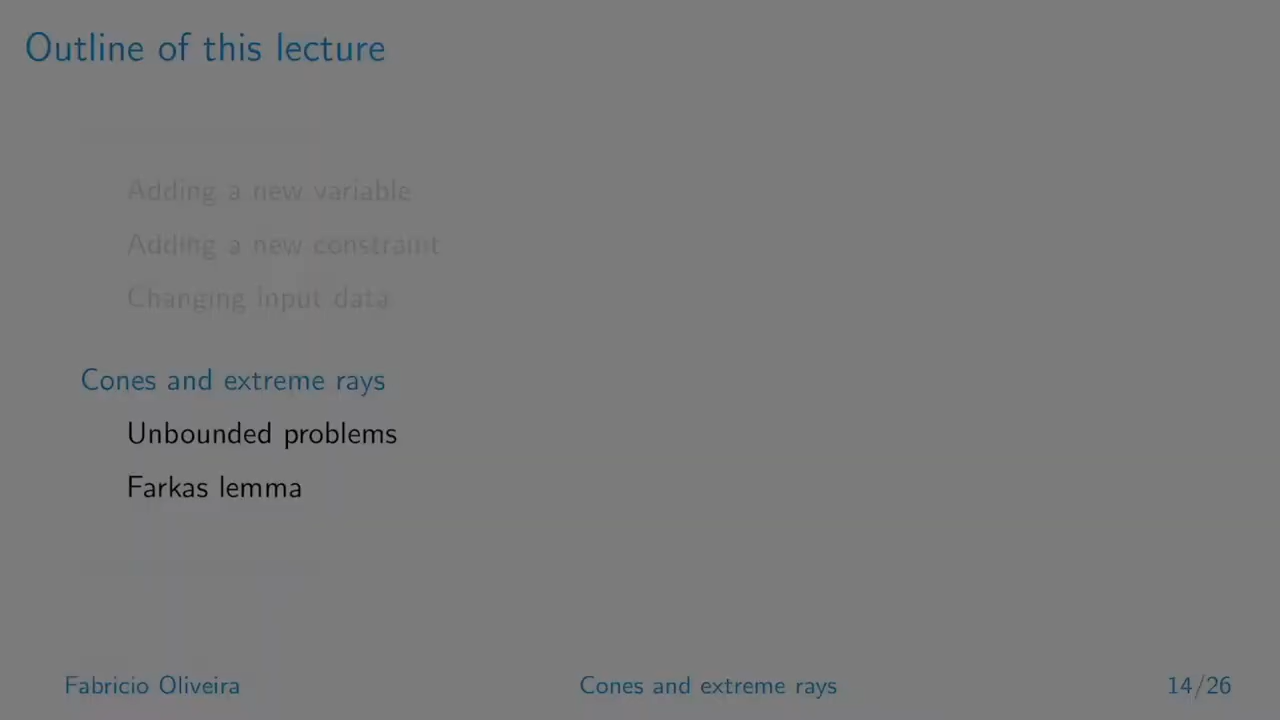 Outline of this lecture
Adding a new variable
Adding a new constraint
Changing input data
Cones and extreme rays
Unbounded problems
Farkas lemma
Fabricio Oliveira
Cones and extreme rays
14/26